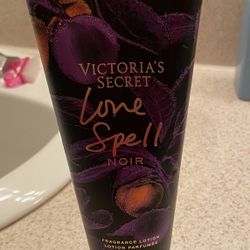 VICTORIA'S
SECRET
Love
Spell
NOIR
FRAGRANCE LOTION
LOTION PARFUMÉE